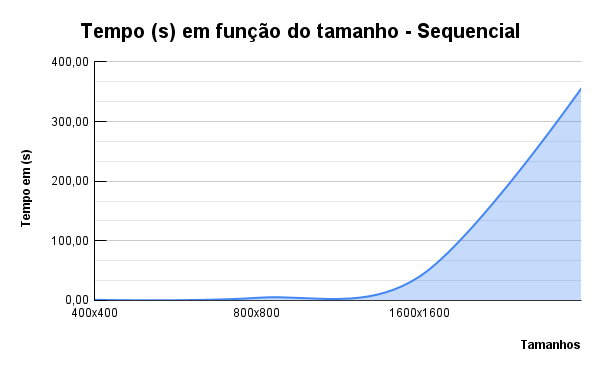 Tempo (s) em função do tamanho - Sequencial
400,00
300,00
200,00
100,00
0,00
Tempo em (s)
400x400
800x800
1600x1600
Tamanhos